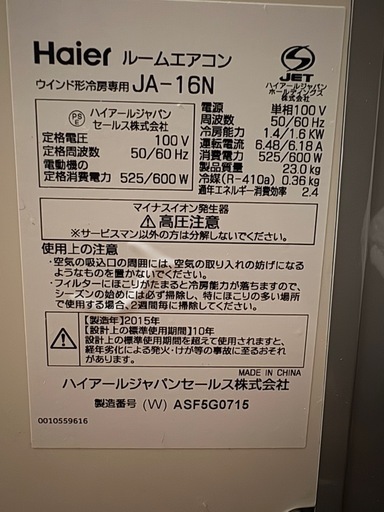 Haier ルームエアコン
ウインド形冷房専用 JA-16N
S
JET
ハイアールジャパン
ホールディングス
株式会社
PS
E
ハイアールジャパン
セールス株式会社
定格電圧 100V
定格周波数 50/60Hz
電動機の
定格消費電力 525/600W
電源 単相100V
周波数 50/60Hz
冷房能力 1.4/1.6KW
運転電流 6.48/6.18A
消費電力 525/600W
製品質量 23.0kg
冷媒(R-410a) 0.36kg
通年エネルギー消費効率 2.4
マイナスイオン発生器
高圧注意
※サービスマン以外の方は分解しないでください。
使用上の注意
・空気の吸込口の周囲には、空気の取り入れの妨げになる
ようなものを置かないでください。
・フィルターにほこりがたまると冷房能力が落ちますので、
シーズンの始めには必ず掃除し、特にほこりの多い場所
で使用する場合、2週間毎に掃除してください。
【製造年】2015年
【設計上の標準使用期間】10年
設計上の標準使用期間を超えて使用されますと、
経年劣化による発火・けが等の事故に至るおそれ
があります。
MADE IN CHINA
ハイアールジャパンセールス株式会社
製造番号 (W) ASF5G0715
0010559616